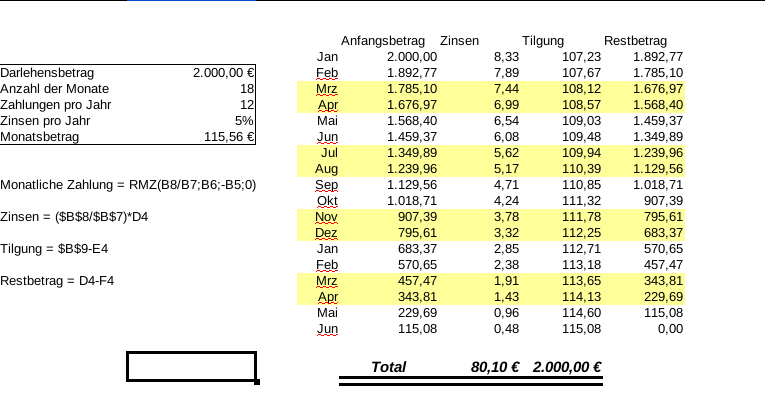 Anfangsbetrag Zinsen Tilgung Restbetrag
Jan 2.000,00 8,33 107,23 1.892,77
Darlehensbetrag 2.000,00 € Feb 1.892,77 7,89 107,67 1.785,10
Anzahl der Monate 18 Mrz 1.785,10 7,44 108,12 1.676,97
Zahlungen pro Jahr 12 Apr 1.676,97 6,99 108,57 1.568,40
Zinsen pro Jahr 5% Mai 1.568,40 6,54 109,03 1.459,37
Monatsbetrag 115,56 € Jun 1.459,37 6,08 109,48 1.349,89
Jul 1.349,89 5,62 109,94 1.239,96
Aug 1.239,96 5,17 110,39 1.129,56
Monatliche Zahlung = RMZ(B8/B7;B6;-B5;0) Sep 1.129,56 4,71 110,85 1.018,71
Okt 1.018,71 4,24 111,32 907,39
Zinsen = ($B$8/$B$7)*D4 Nov 907,39 3,78 111,78 795,61
Dez 795,61 3,32 112,25 683,37
Tilgung = $B$9-E4 Jan 683,37 2,85 112,71 570,65
Feb 570,65 2,38 113,18 457,47
Restbetrag = D4-F4 Mrz 457,47 1,91 113,65 343,81
Apr 343,81 1,43 114,13 229,69
Mai 229,69 0,96 114,60 115,08
Jun 115,08 0,48 115,08 0,00
Total 80,10 € 2.000,00 €